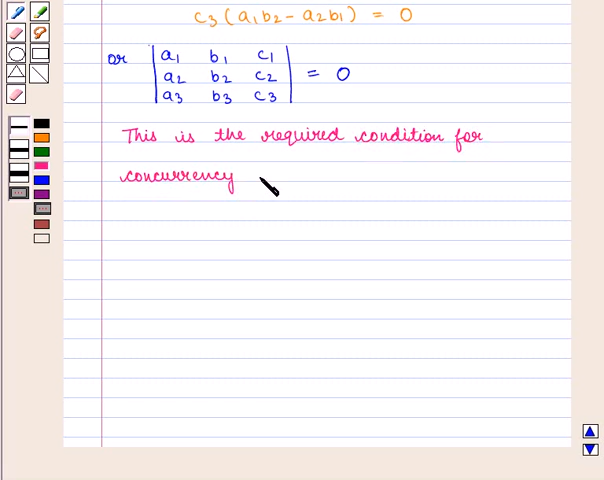 c3 ( a1b2 - a2b1 ) = 0
or | a1 b1 c1 |
| a2 b2 c2 | = 0
| a3 b3 c3 |
This is the required condition for
concurrency